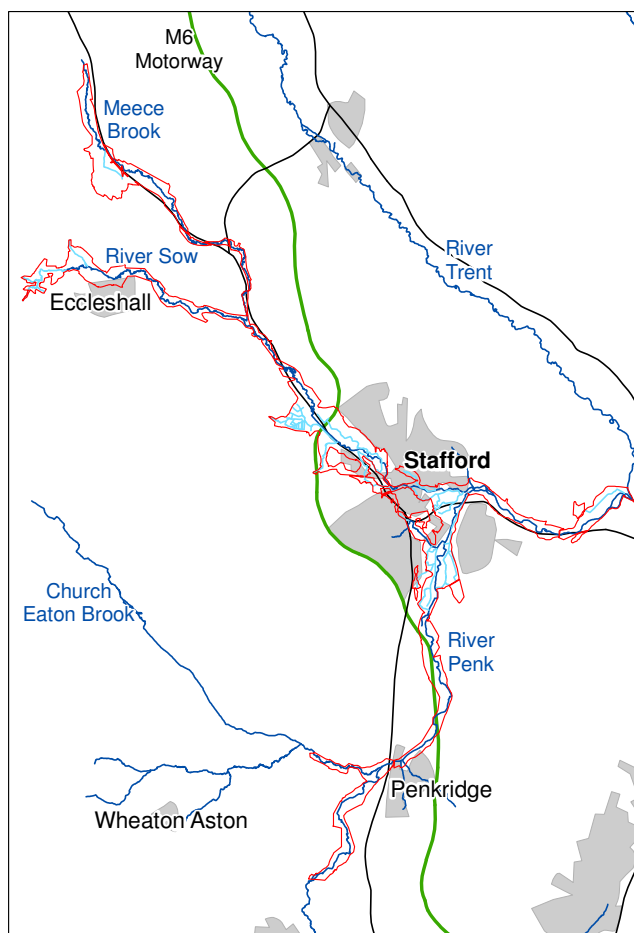 M6
Motorway
Meece
Brook
River Sow
River
Trent
Eccleshall
Stafford
Church
Eaton Brook
River
Penk
Penkridge
Wheaton Aston